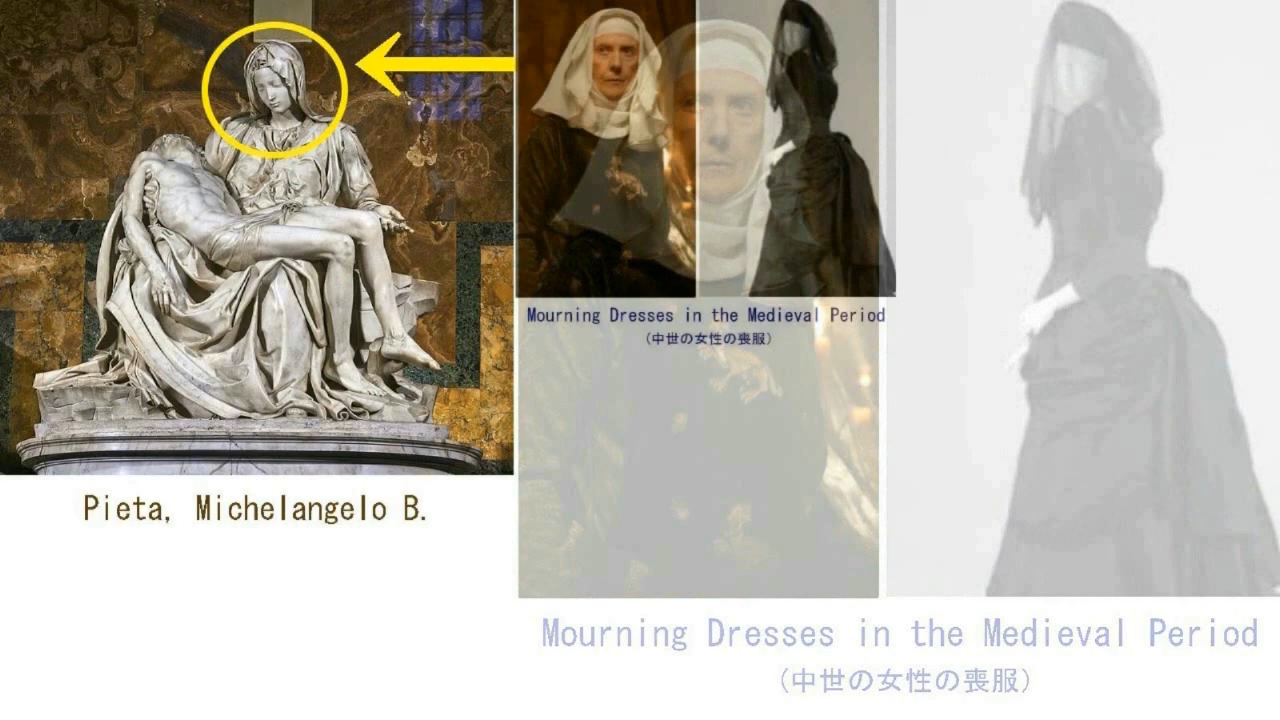 Pieta, Michelangelo B.
Mourning Dresses in the Medieval Period
(中世の女性の喪服)
Mourning Dresses in the Medieval Period
(中世の女性の喪服)